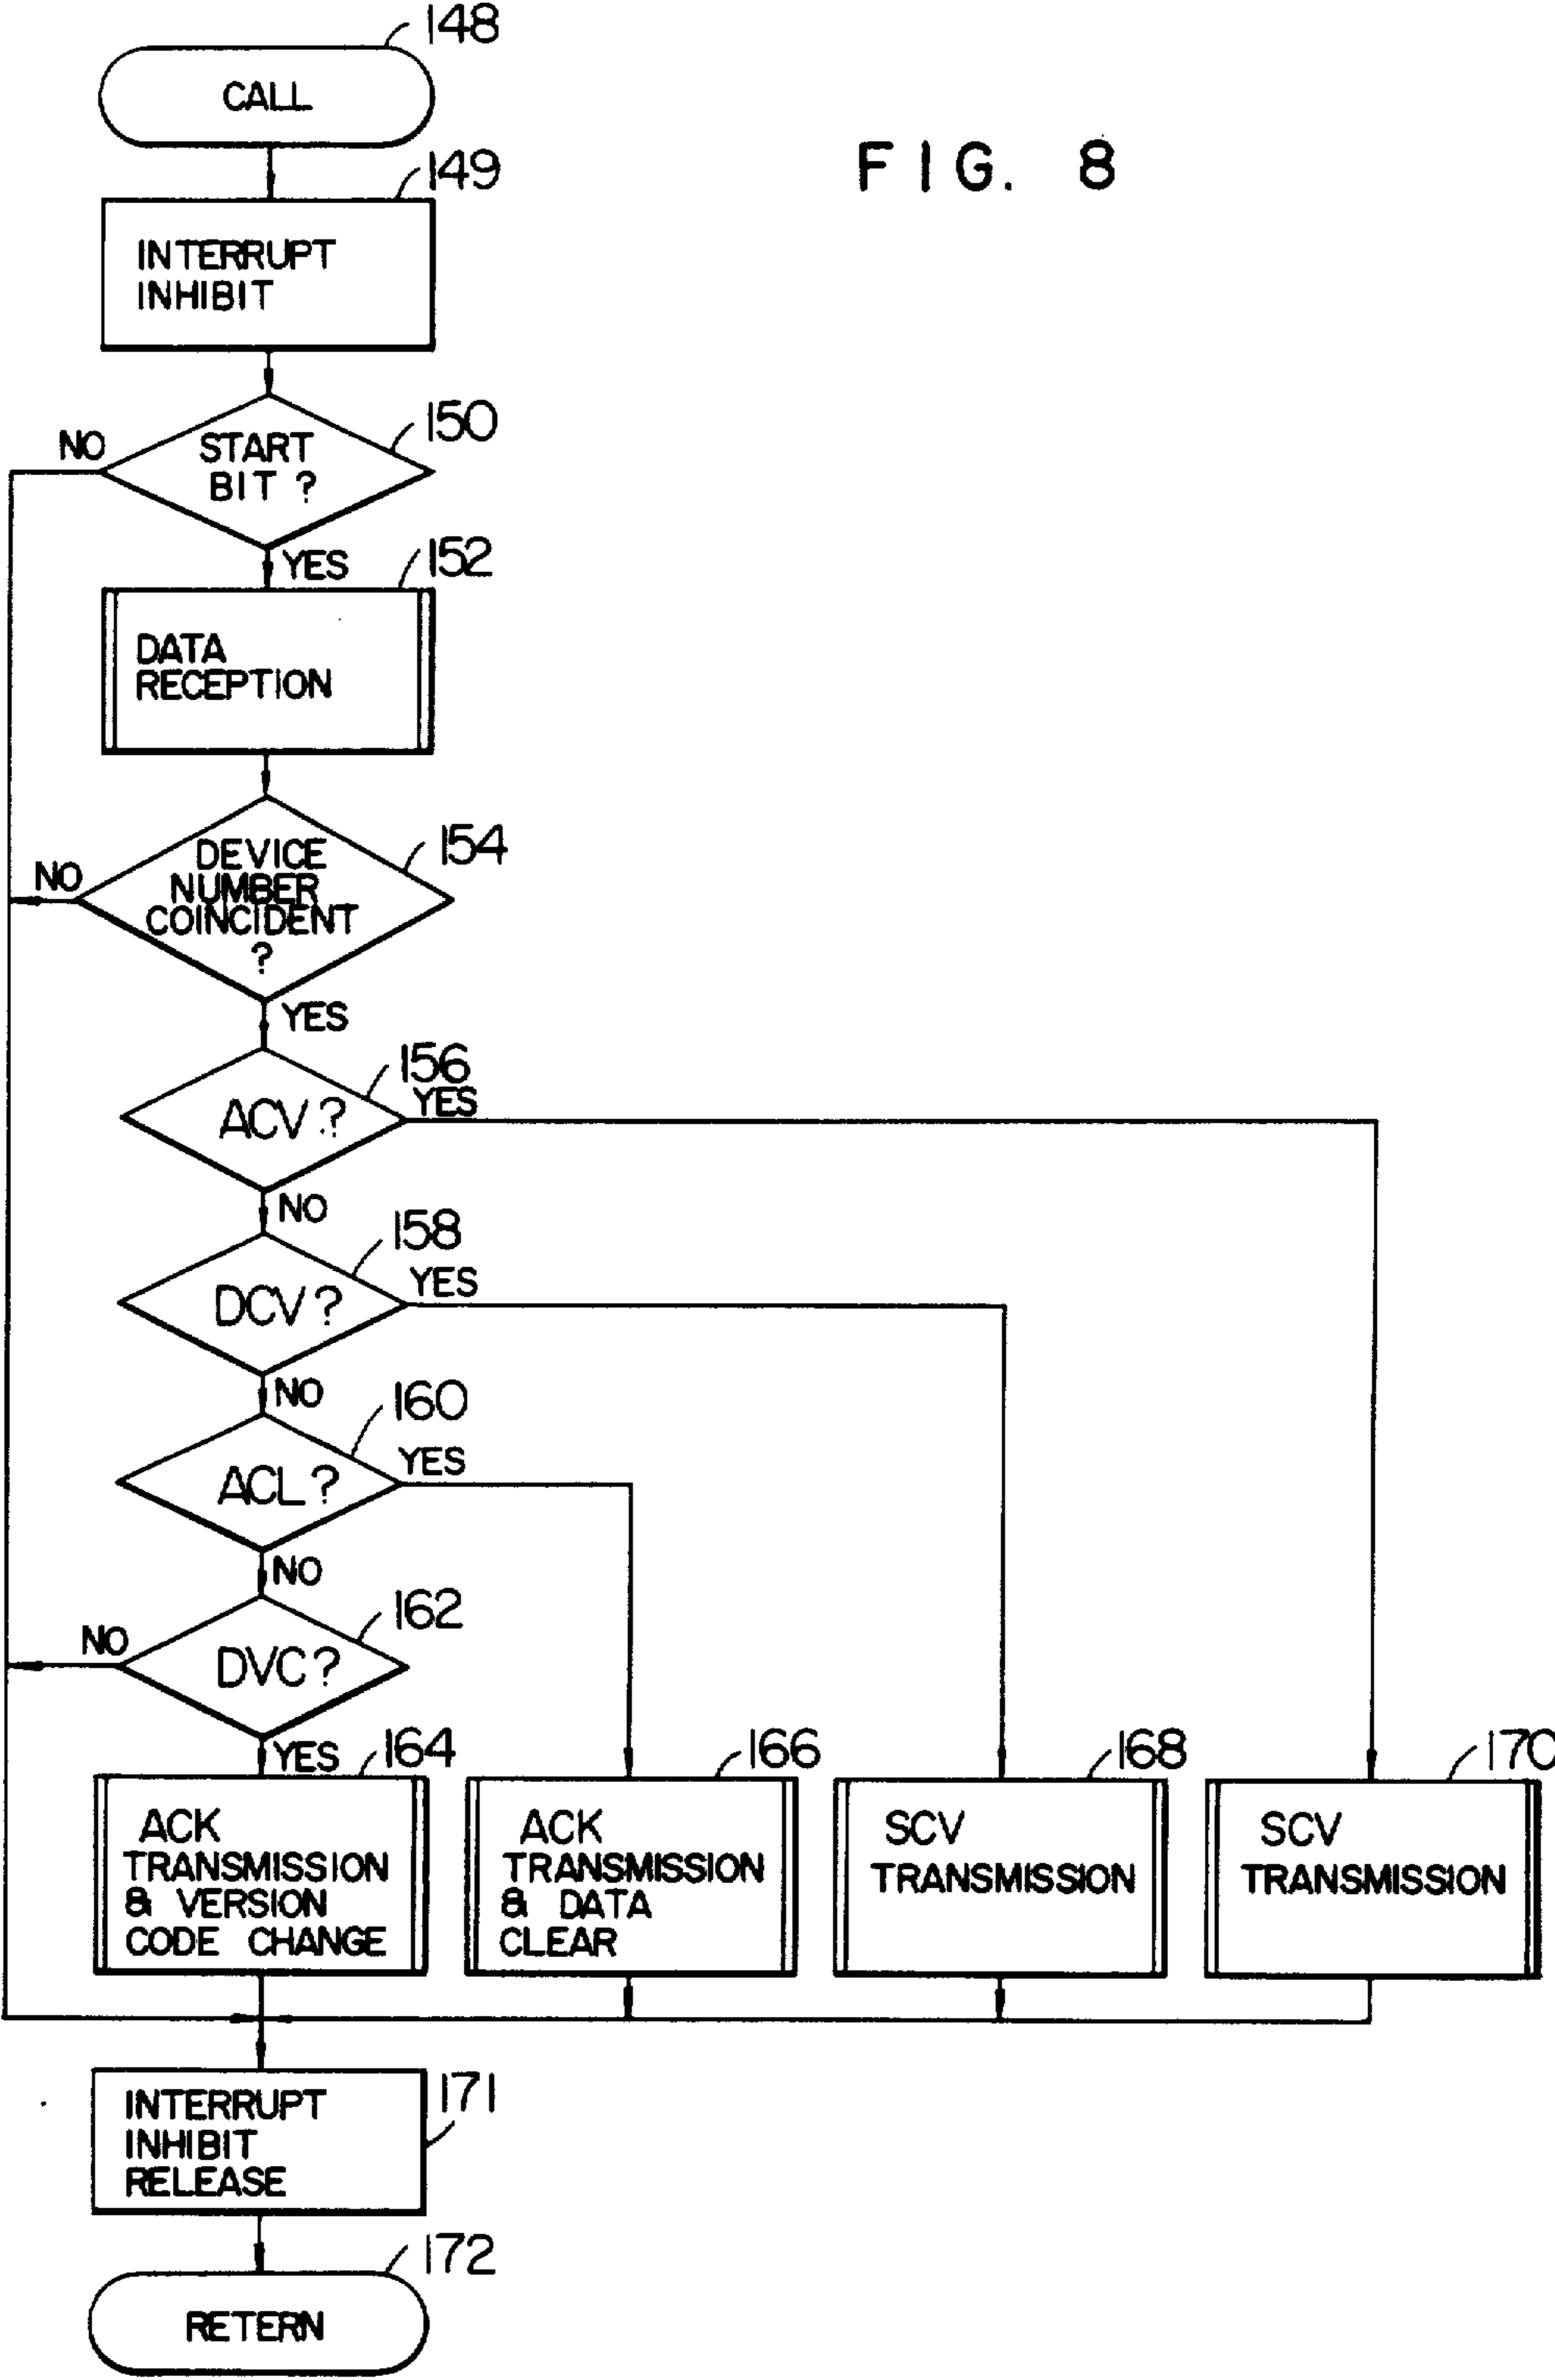 148
CALL
FIG. 8
149
INTERRUPT
INHIBIT
150
NO
START
BIT ?
YES
152
DATA
RECEPTION
154
NO
DEVICE
NUMBER
COINCIDENT
?
YES
156
YES
ACV ?
NO
158
YES
DCV ?
NO
160
YES
ACL ?
NO
162
NO
DVC ?
YES
164
ACK
TRANSMISSION
& VERSION
CODE CHANGE
166
ACK
TRANSMISSION
& DATA
CLEAR
168
SCV
TRANSMISSION
170
SCV
TRANSMISSION
171
INTERRUPT
INHIBIT
RELEASE
172
RETERN